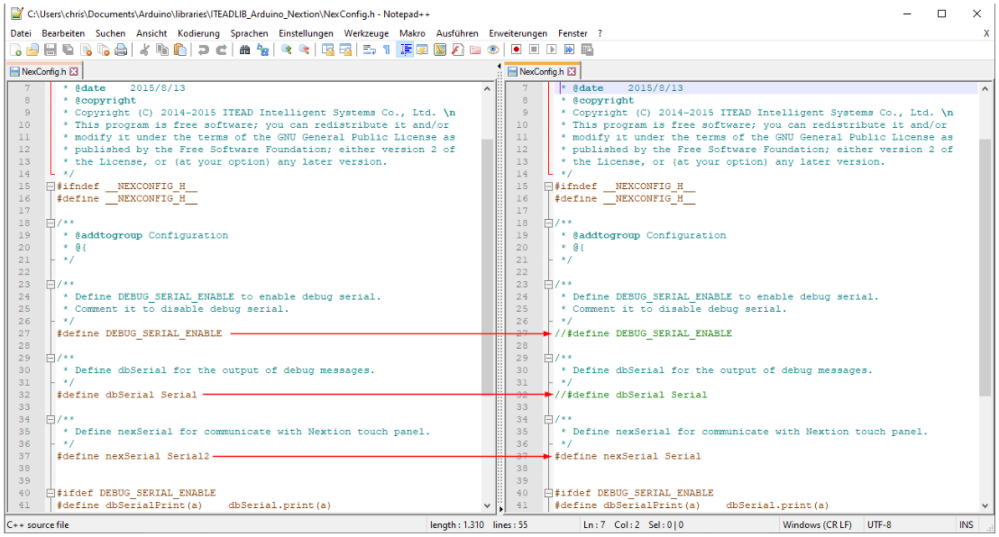 C:\Users\chris\Documents\Arduino\libraries\ITEADLIB_Arduino_Nextion\NexConfig.h - Notepad++
Datei Bearbeiten Suchen Ansicht Kodierung Sprachen Einstellungen Werkzeuge Makro Ausführen Erweiterungen Fenster ? X
NexConfig.h
7 * @date 2015/8/13
8 * @copyright
9 * Copyright (C) 2014-2015 ITEAD Intelligent Systems Co., Ltd. \n
10 * This program is free software; you can redistribute it and/or
11 * modify it under the terms of the GNU General Public License as
12 * published by the Free Software Foundation; either version 2 of
13 * the License, or (at your option) any later version.
14 */
15 #ifndef __NEXCONFIG_H__
16 #define __NEXCONFIG_H__
17
18 /**
19 * @addtogroup Configuration
20 * @{
21 */
22
23 /**
24 * Define DEBUG_SERIAL_ENABLE to enable debug serial.
25 * Comment it to disable debug serial.
26 */
27 #define DEBUG_SERIAL_ENABLE
28
29 /**
30 * Define dbSerial for the output of debug messages.
31 */
32 #define dbSerial Serial
33
34 /**
35 * Define nexSerial for communicate with Nextion touch panel.
36 */
37 #define nexSerial Serial2
38
39
40 #ifdef DEBUG_SERIAL_ENABLE
41 #define dbSerialPrint(a) dbSerial.print(a)
NexConfig.h
7 * @date 2015/8/13
8 * @copyright
9 * Copyright (C) 2014-2015 ITEAD Intelligent Systems Co., Ltd. \n
10 * This program is free software; you can redistribute it and/or
11 * modify it under the terms of the GNU General Public License as
12 * published by the Free Software Foundation; either version 2 of
13 * the License, or (at your option) any later version.
14 */
15 #ifndef __NEXCONFIG_H__
16 #define __NEXCONFIG_H__
17
18 /**
19 * @addtogroup Configuration
20 * @{
21 */
22
23 /**
24 * Define DEBUG_SERIAL_ENABLE to enable debug serial.
25 * Comment it to disable debug serial.
26 */
27 //#define DEBUG_SERIAL_ENABLE
28
29 /**
30 * Define dbSerial for the output of debug messages.
31 */
32 //#define dbSerial Serial
33
34 /**
35 * Define nexSerial for communicate with Nextion touch panel.
36 */
37 #define nexSerial Serial
38
39
40 #ifdef DEBUG_SERIAL_ENABLE
41 #define dbSerialPrint(a) dbSerial.print(a)
C++ source file length : 1.310 lines : 55 Ln : 7 Col : 2 Sel : 0 | 0 Windows (CR LF) UTF-8 INS